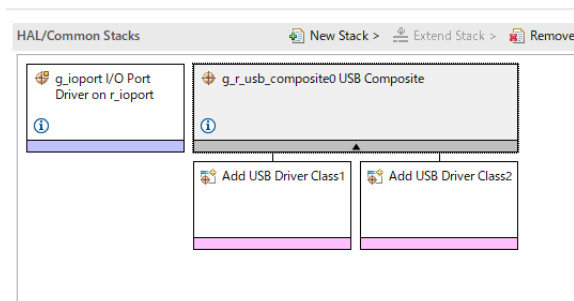 HAL/Common Stacks
New Stack >
Extend Stack >
Remove
g_ioport I/O Port
Driver on r_ioport
g_r_usb_composite0 USB Composite
Add USB Driver Class1
Add USB Driver Class2